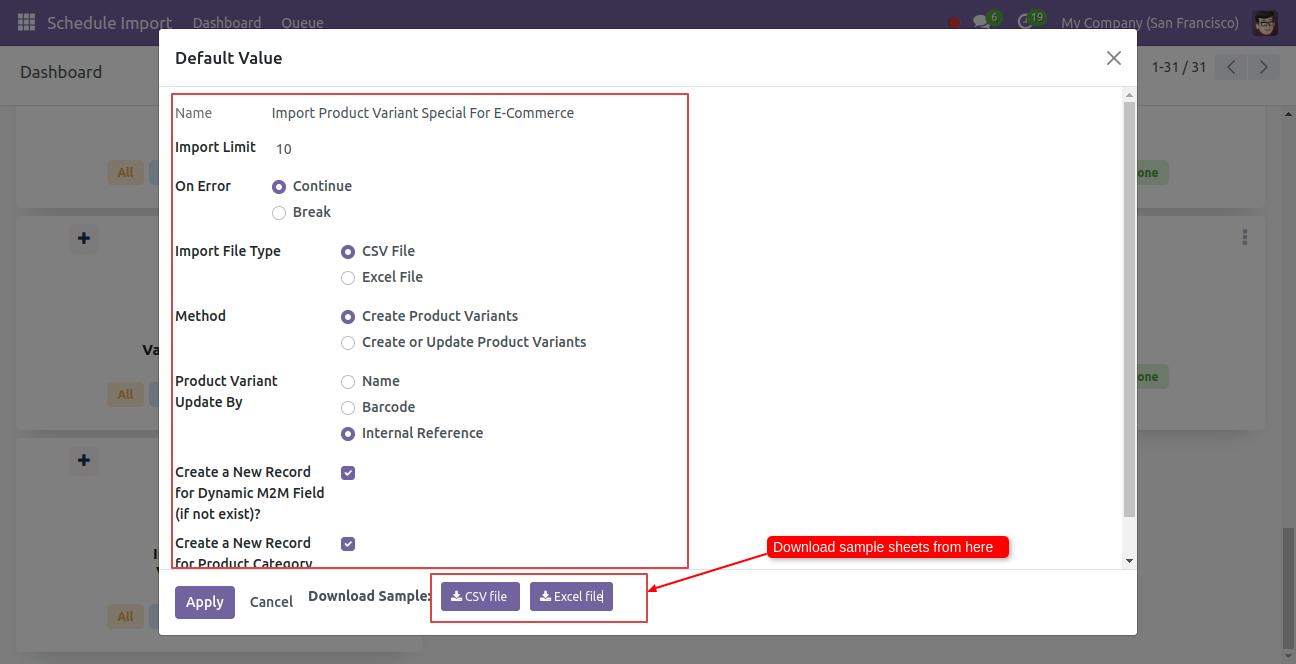 Schedule Import Dashboard Queue 6 19 My Company (San Francisco)
Dashboard 1-31 / 31
Default Value
Name Import Product Variant Special For E-Commerce
Import Limit 10
On Error Continue
Break
Import File Type CSV File
Excel File
Method Create Product Variants
Create or Update Product Variants
Product Variant
Update By
Name
Barcode
Internal Reference
Create a New Record
for Dynamic M2M Field
(if not exist)?
Create a New Record
for Product Category
Apply Cancel Download Sample: CSV file Excel file
Download sample sheets from here
All
All
All
Va
one
one